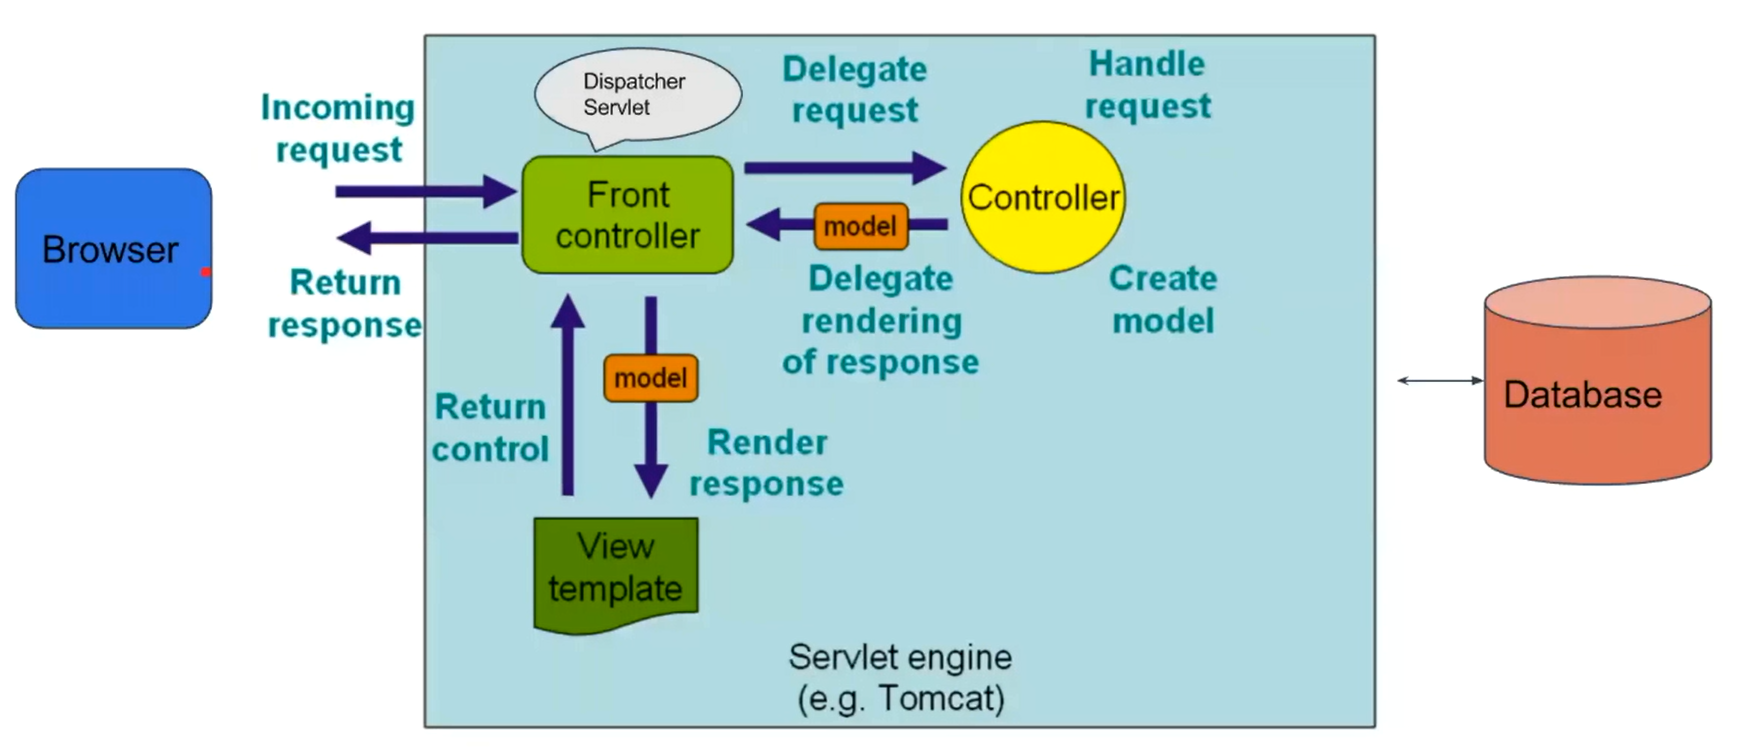 Browser
Incoming
request
Return
response
Dispatcher
Servlet
Front
controller
Delegate
request
Handle
request
Controller
model
Delegate
rendering
of response
Create
model
Return
control
model
Render
response
View
template
Servlet engine
(e.g. Tomcat)
Database